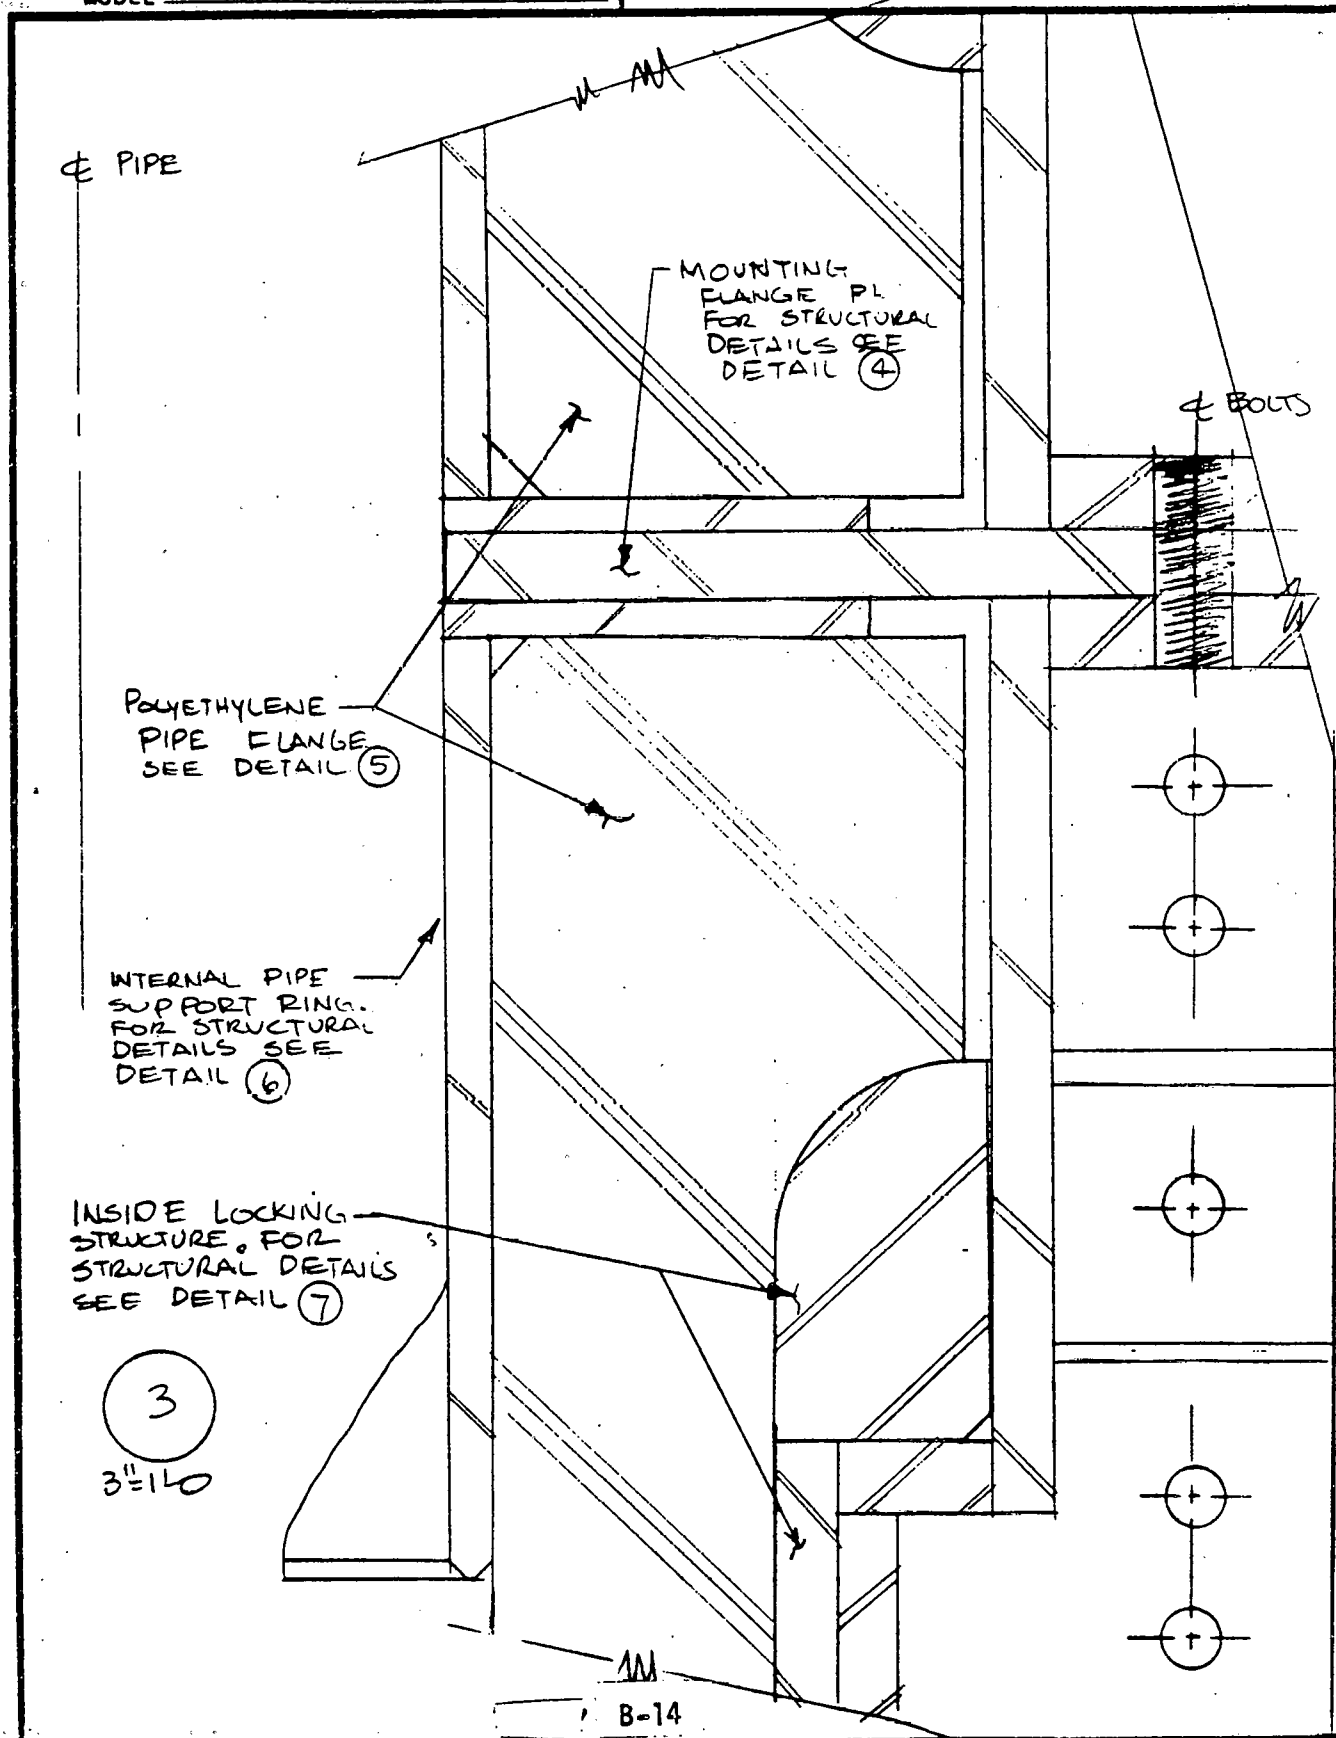 MODEL
℄ PIPE
MOUNTING
FLANGE PL
FOR STRUCTURAL
DETAILS SEE
DETAIL 4
℄ BOLTS
POLYETHYLENE
PIPE FLANGE
SEE DETAIL 5
INTERNAL PIPE
SUPPORT RING.
FOR STRUCTURAL
DETAILS SEE
DETAIL 6
INSIDE LOCKING
STRUCTURE. FOR
STRUCTURAL DETAILS
SEE DETAIL 7
3
3"=1'-0
B-14